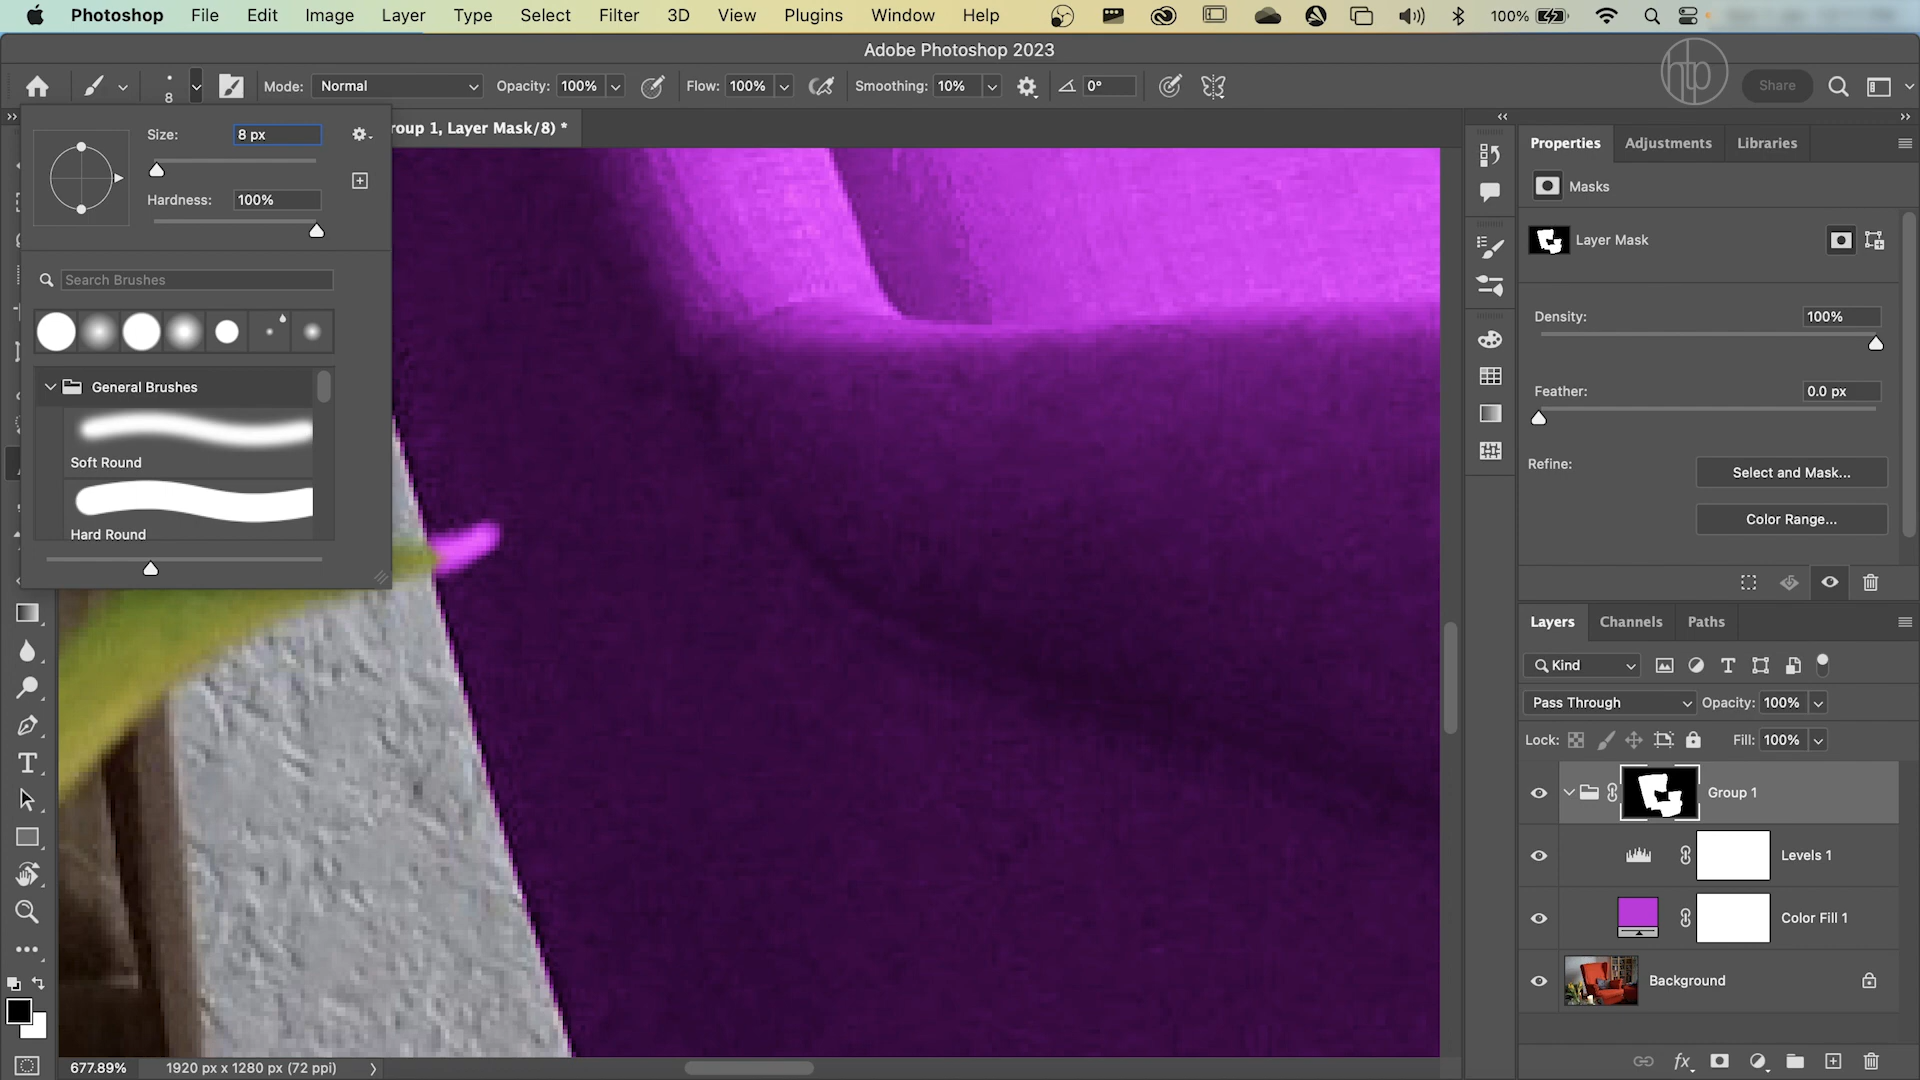 Photoshop File Edit Image Layer Type Select Filter 3D View Plugins Window Help 100%
Adobe Photoshop 2023
htp
8 Mode: Normal Opacity: 100% Flow: 100% Smoothing: 10% 0° Share
roup 1, Layer Mask/8) *
Size: 8 px
Hardness: 100%
Search Brushes
General Brushes
Soft Round
Hard Round
Properties Adjustments Libraries
Masks
Layer Mask
Density: 100%
Feather: 0.0 px
Refine: Select and Mask...
Color Range...
Layers Channels Paths
Kind
Pass Through Opacity: 100%
Lock: Fill: 100%
Group 1
Levels 1
Color Fill 1
Background
677.89% 1920 px x 1280 px (72 ppi)